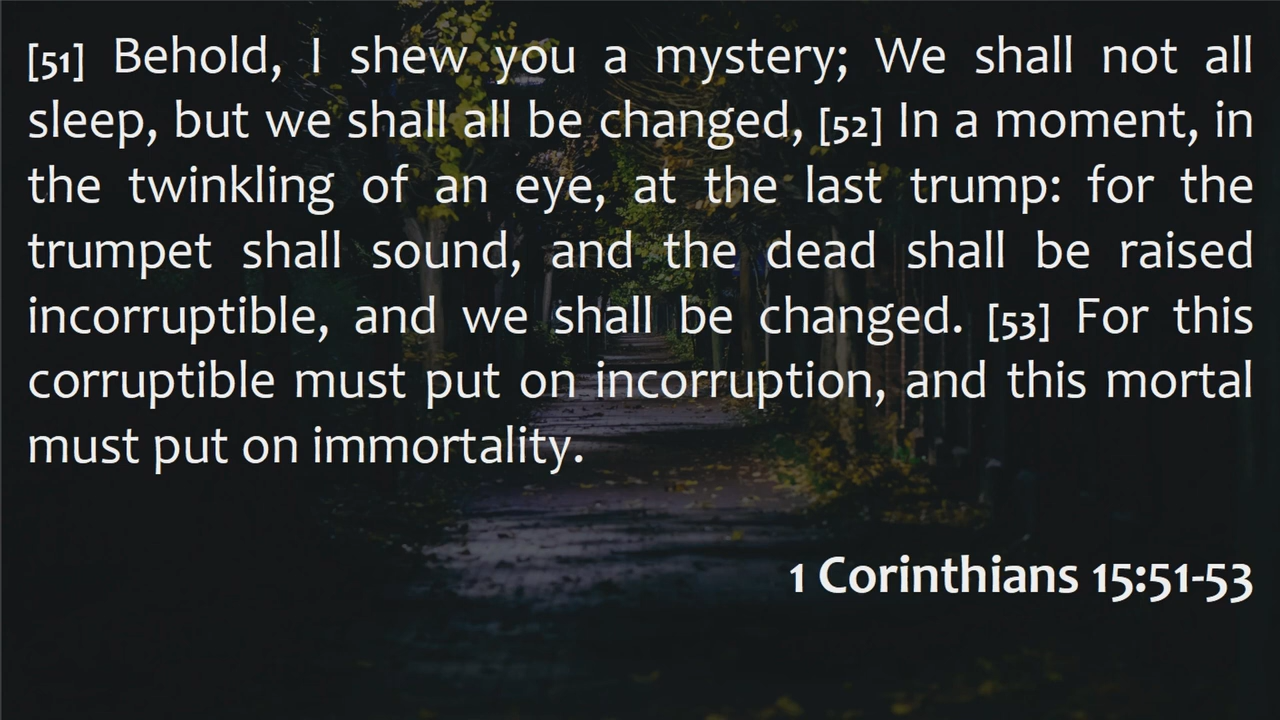 [51] Behold, I shew you a mystery; We shall not all
sleep, but we shall all be changed, [52] In a moment, in
the twinkling of an eye, at the last trump: for the
trumpet shall sound, and the dead shall be raised
incorruptible, and we shall be changed. [53] For this
corruptible must put on incorruption, and this mortal
must put on immortality.
1 Corinthians 15:51-53